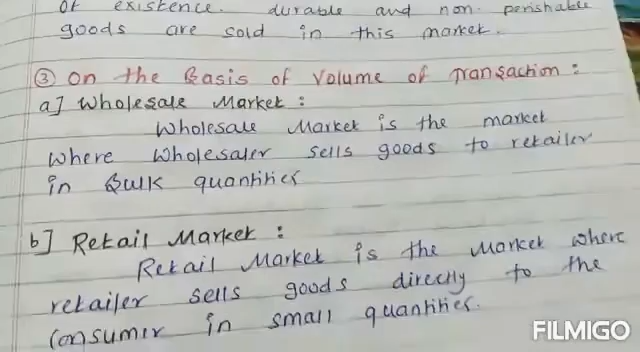 of existence. durable and non. perishable
goods are sold in this market.
③ On the Basis of Volume of Transaction :
a] Wholesale Market :
Wholesale Market is the market
where wholesaler sells goods to retailer
in Bulk quantities
b] Retail Market :
Retail Market is the Market where
retailer sells goods directly to the
consumer in small quantities.
FILMIGO